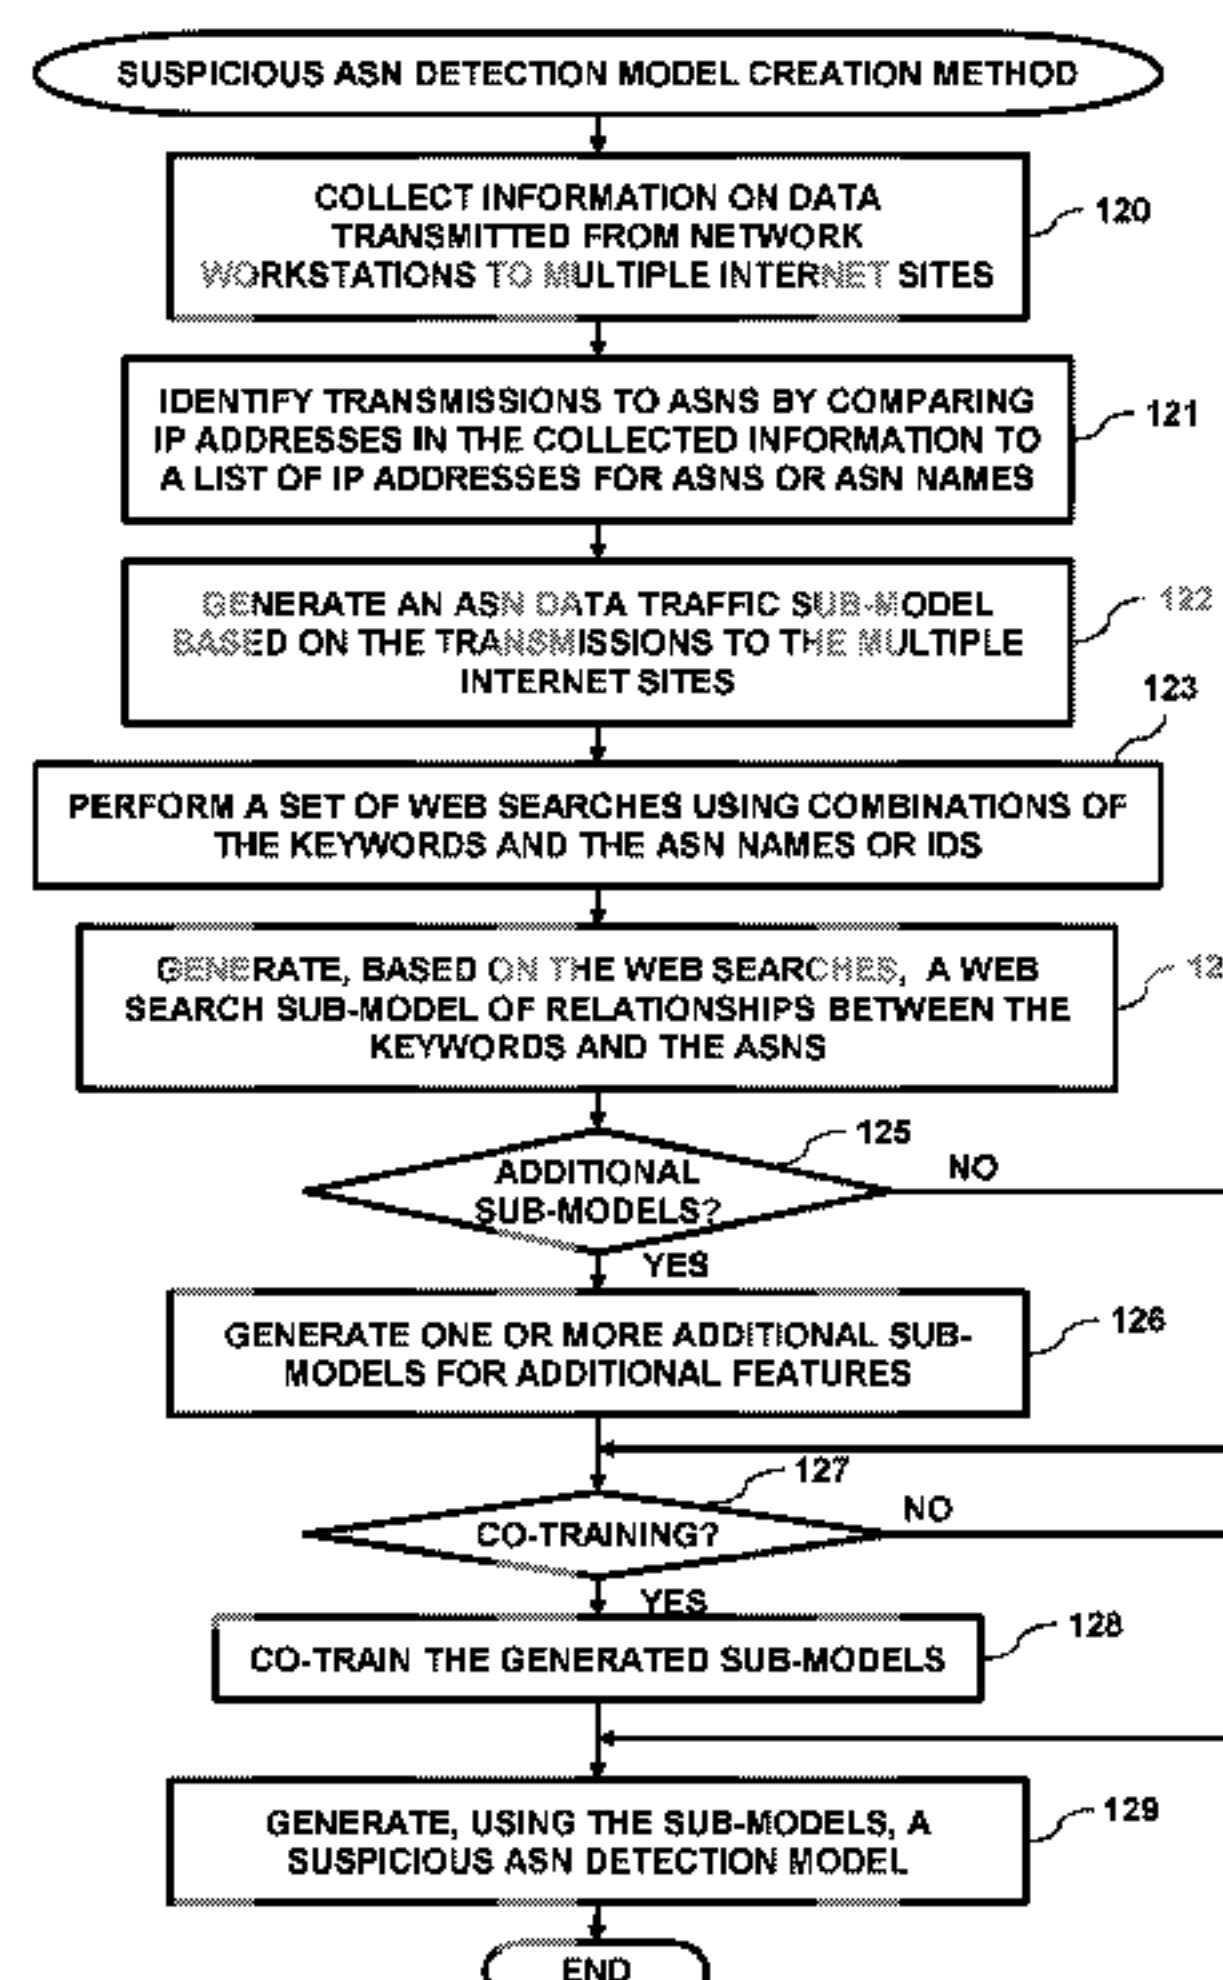 SUSPICIOUS ASN DETECTION MODEL CREATION METHOD
COLLECT INFORMATION ON DATA
TRANSMITTED FROM NETWORK
WORKSTATIONS TO MULTIPLE INTERNET SITES
120
IDENTIFY TRANSMISSIONS TO ASNS BY COMPARING
IP ADDRESSES IN THE COLLECTED INFORMATION TO
A LIST OF IP ADDRESSES FOR ASNS OR ASN NAMES
121
GENERATE AN ASN DATA TRAFFIC SUB-MODEL
BASED ON THE TRANSMISSIONS TO THE MULTIPLE
INTERNET SITES
122
123
PERFORM A SET OF WEB SEARCHES USING COMBINATIONS OF
THE KEYWORDS AND THE ASN NAMES OR IDS
GENERATE, BASED ON THE WEB SEARCHES, A WEB
SEARCH SUB-MODEL OF RELATIONSHIPS BETWEEN THE
KEYWORDS AND THE ASNS
125
ADDITIONAL
SUB-MODELS?
NO
YES
GENERATE ONE OR MORE ADDITIONAL SUB-
MODELS FOR ADDITIONAL FEATURES
126
127
CO-TRAINING?
NO
YES
CO-TRAIN THE GENERATED SUB-MODELS
128
GENERATE, USING THE SUB-MODELS, A
SUSPICIOUS ASN DETECTION MODEL
129
END